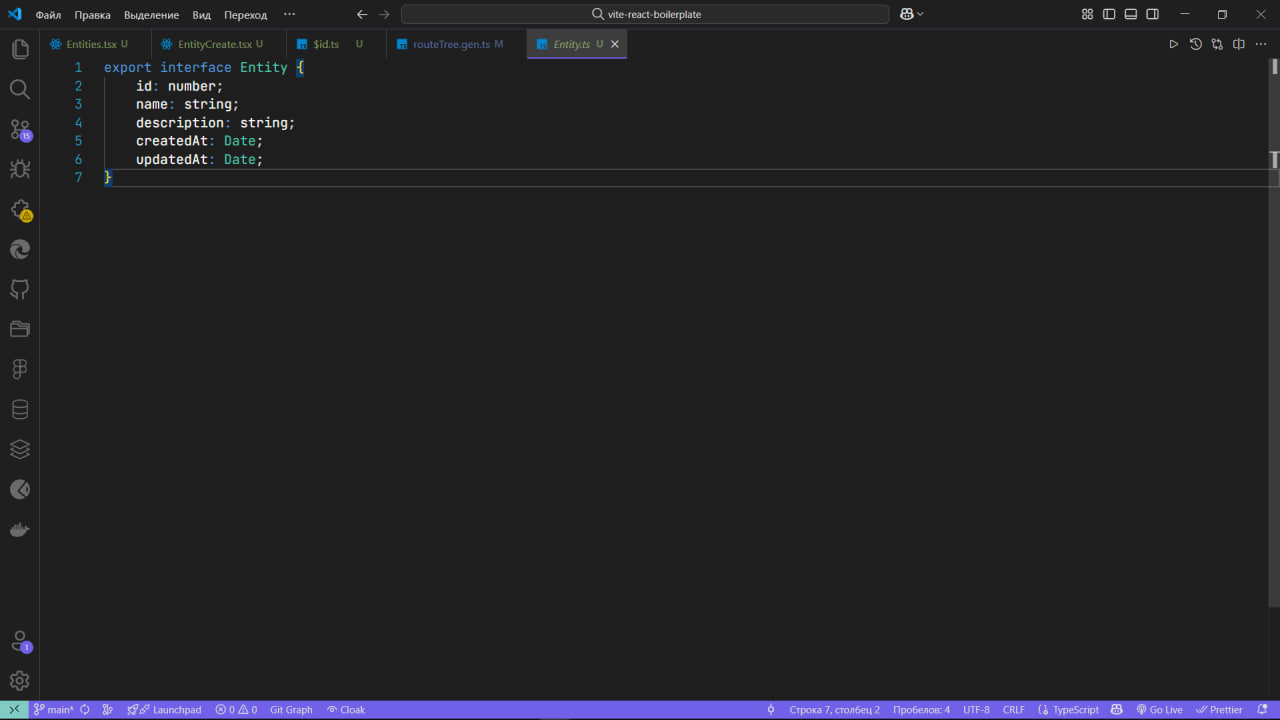 Файл Правка Выделение Вид Переход ··· vite-react-boilerplate
Entities.tsx U EntityCreate.tsx U $id.ts U routeTree.gen.ts M Entity.ts U
1 export interface Entity {
2 id: number;
3 name: string;
4 description: string;
5 createdAt: Date;
6 updatedAt: Date;
7 }
15
1
main* Launchpad 0 0 Git Graph Cloak Строка 7, столбец 2 Пробелов: 4 UTF-8 CRLF TypeScript Go Live Prettier